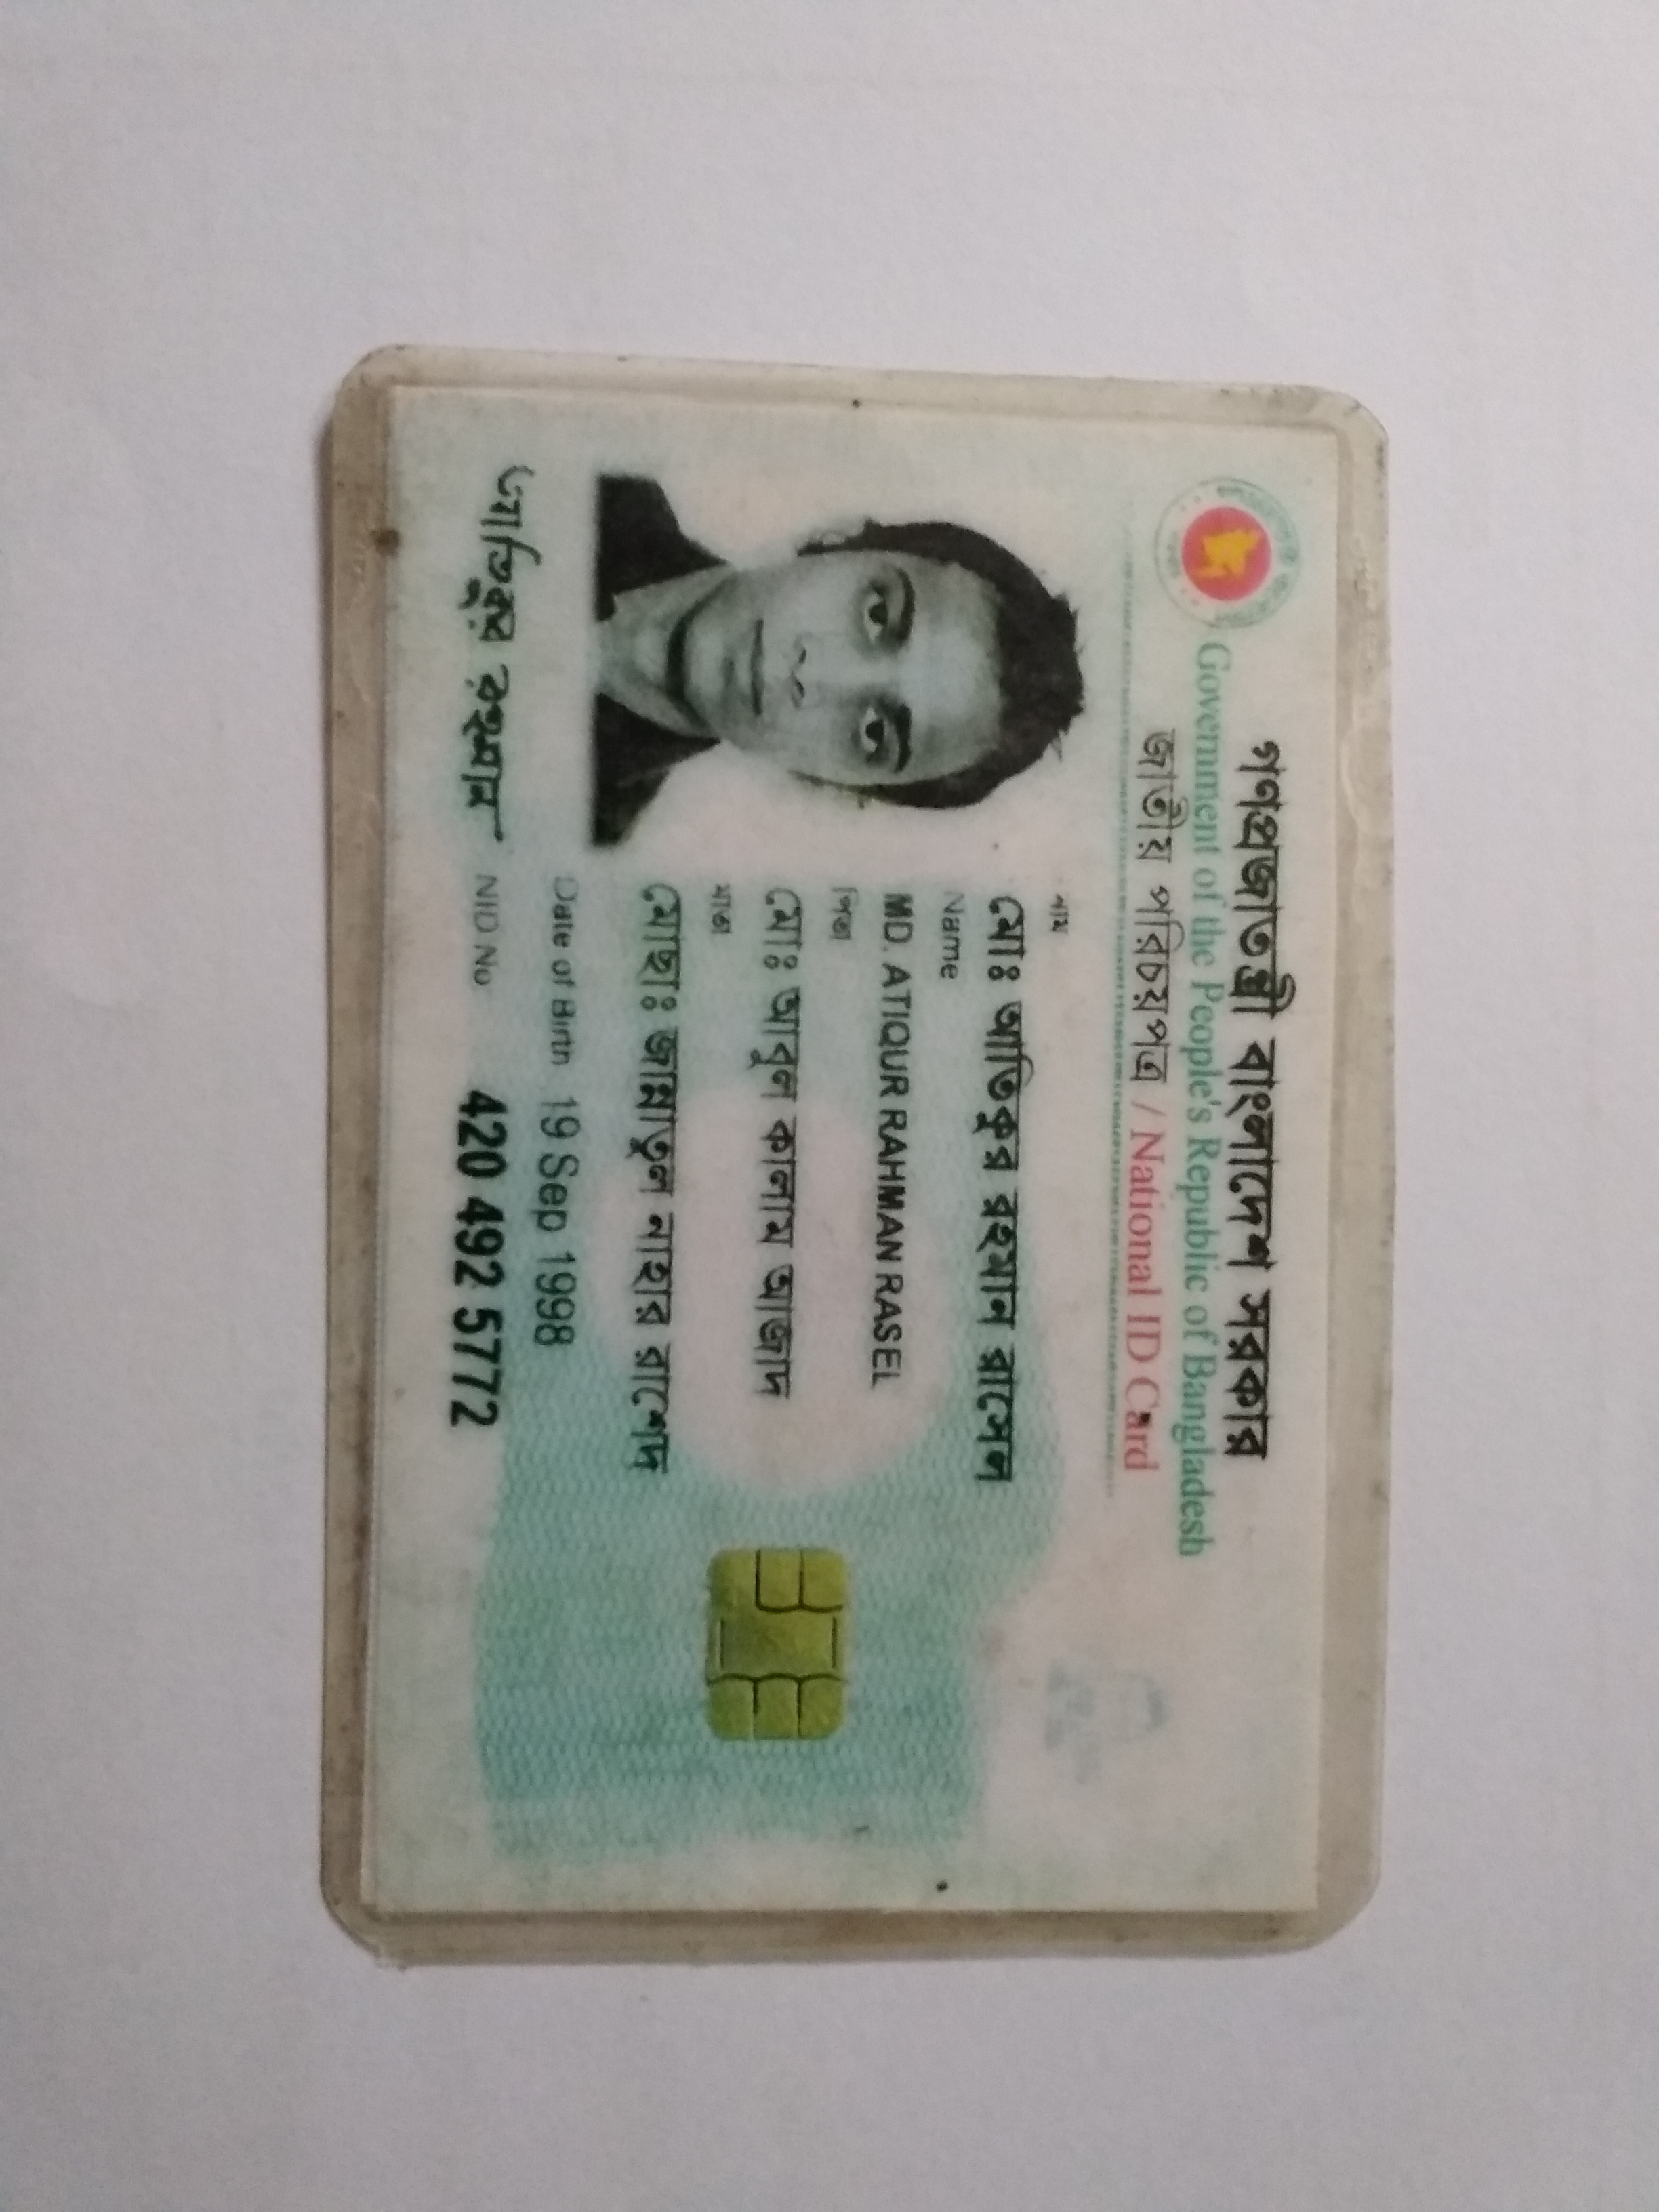 গণপ্রজাতন্ত্রী বাংলাদেশ সরকার
Government of the People's Republic of Bangladesh
জাতীয় পরিচয়পত্র / National ID Card
নাম
মোঃ আতিকুর রহমান রাসেল
Name
MD. ATIQUR RAHMAN RASEL
পিতা
মোঃ আবুল কালাম আজাদ
মাতা
মোছাঃ জান্নাতুল নাহার রাশেদ
Date of Birth 19 Sep 1998
NID No 420 492 5772
আতিকুর রহমান